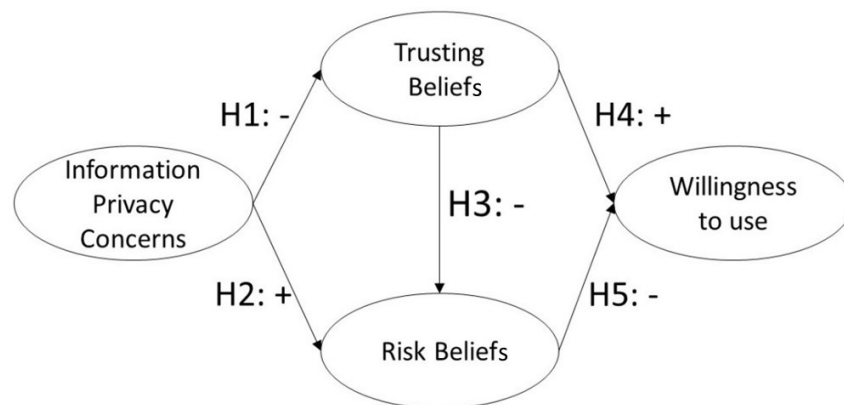 Trusting
Beliefs
H1: -
H4: +
Information
Privacy
Concerns
H3: -
Willingness
to use
H2: +
H5: -
Risk Beliefs